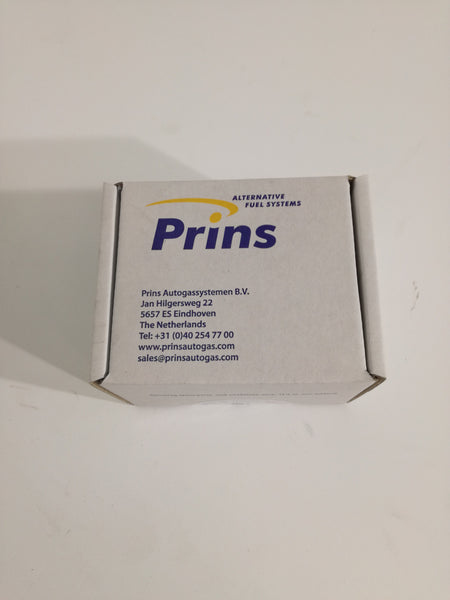 ALTERNATIVE
FUEL SYSTEMS
Prins
Prins Autogassystemen B.V.
Jan Hilgersweg 22
5657 ES Eindhoven
The Netherlands
Tel: +31 (0)40 254 77 00
www.prinsautogas.com
sales@prinsautogas.com